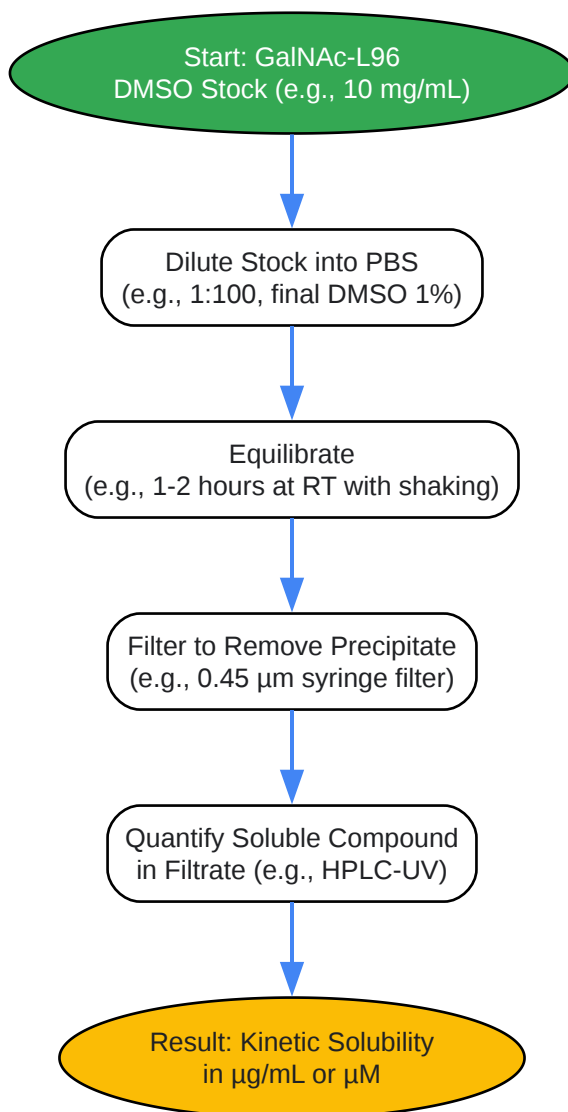 Start: GalNAc-L96
DMSO Stock (e.g., 10 mg/mL)
Dilute Stock into PBS
(e.g., 1:100, final DMSO 1%)
Equilibrate
(e.g., 1-2 hours at RT with shaking)
Filter to Remove Precipitate
(e.g., 0.45 µm syringe filter)
Quantify Soluble Compound
in Filtrate (e.g., HPLC-UV)
Result: Kinetic Solubility
in µg/mL or µM